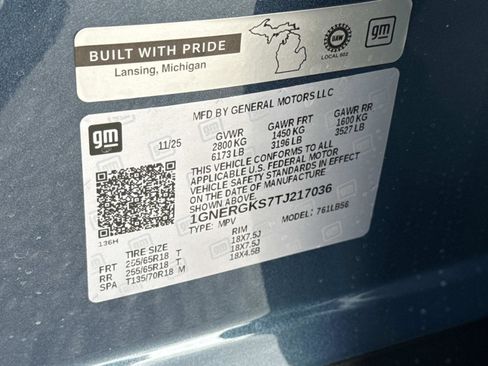 BUILT WITH PRIDE
Lansing, Michigan
UAW
LOCAL 602
gm
gm
MFD BY GENERAL MOTORS LLC
11/25 GVWR GAWR FRT GAWR RR
2800 KG 1450 KG 1600 KG
6173 LB 3196 LB 3527 LB
THIS VEHICLE CONFORMS TO ALL
APPLICABLE U.S. FEDERAL MOTOR
VEHICLE SAFETY STANDARDS IN EFFECT
ON THE DATE OF MANUFACTURE
SHOWN ABOVE.
1GNERGKS7TJ217036
TYPE: MPV MODEL: 761LB56
136H
TIRE SIZE RIM
FRT 255/65R18 T 18X7.5J
RR 255/65R18 T 18X7.5J
SPA T135/70R18 M 18X4.5B